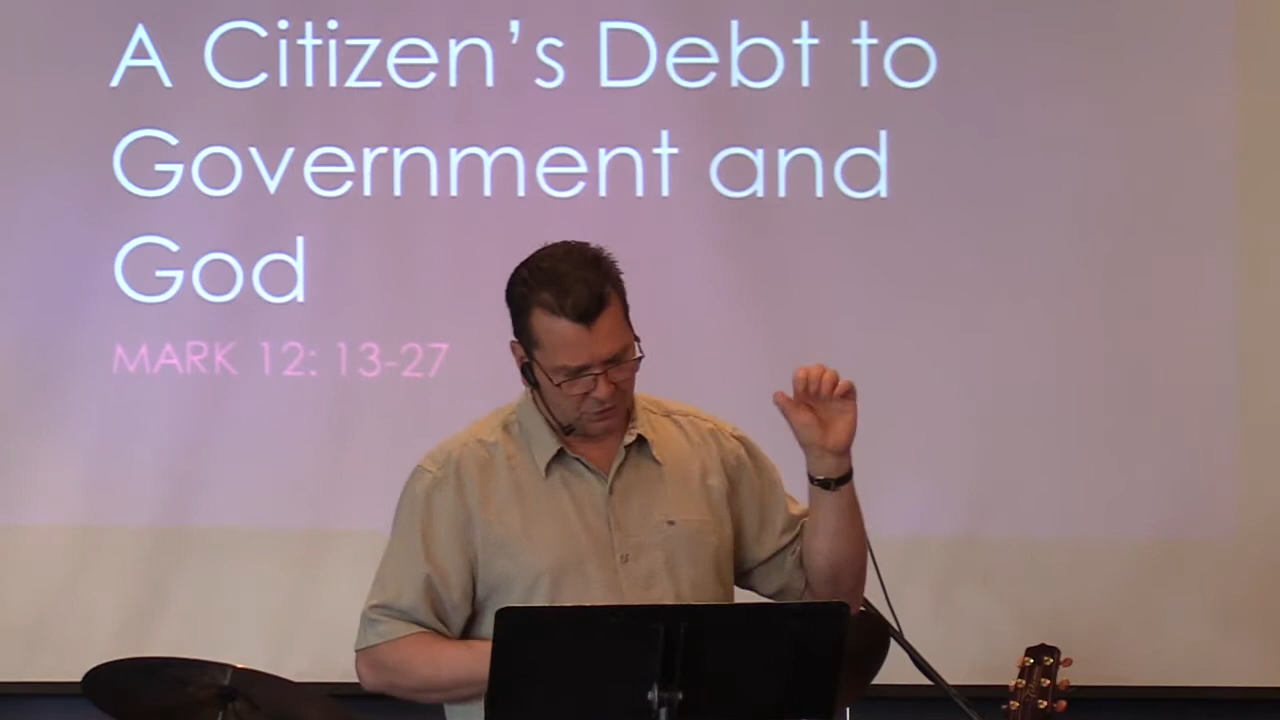 A Citizen’s Debt to
Government and
God
MARK 12: 13-27